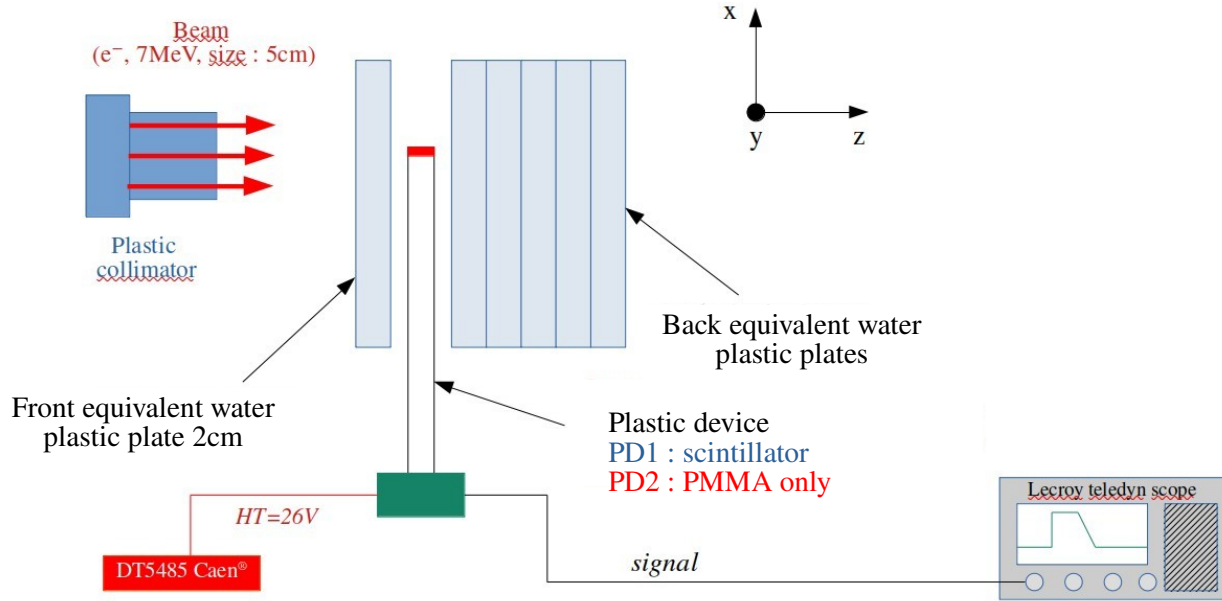 Beam
(e⁻, 7MeV, size : 5cm)
x
y
z
Plastic
collimator
Back equivalent water
plastic plates
Front equivalent water
plastic plate 2cm
Plastic device
PD1 : scintillator
PD2 : PMMA only
HT=26V
DT5485 Caen®
signal
Lecroy teledyn scope